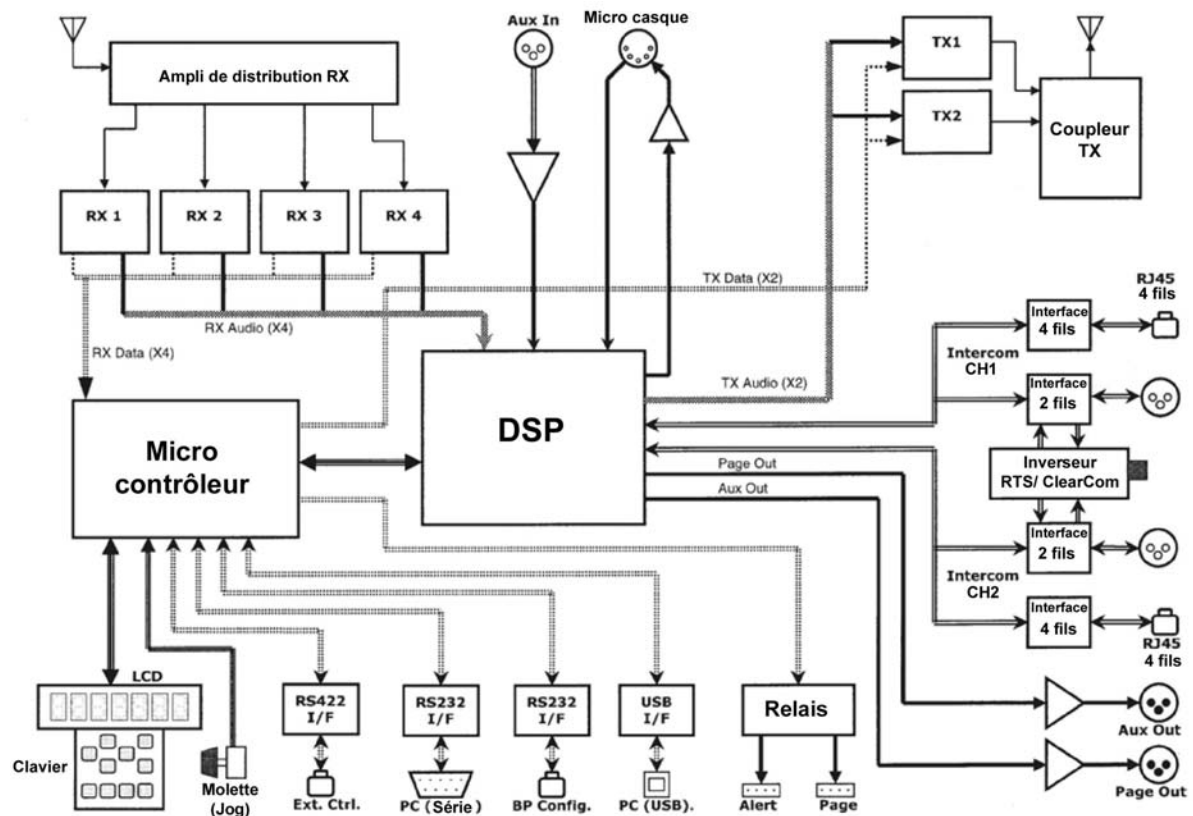 Aux In
Micro casque
Ampli de distribution RX
TX1
TX2
Coupleur
TX
RX 1
RX 2
RX 3
RX 4
TX Data (X2)
RX Audio (X4)
RX Data (X4)
RJ45
4 fils
Interface
4 fils
Intercom
CH1
Interface
2 fils
TX Audio (X2)
DSP
Micro
contrôleur
Page Out
Aux Out
Inverseur
RTS/ ClearCom
Interface
2 fils
Intercom
CH2
Interface
4 fils
RJ45
4 fils
LCD
RS422
I/F
RS232
I/F
RS232
I/F
USB
I/F
Relais
Aux Out
Clavier
Molette
(Jog)
Ext. Ctrl.
PC (Série)
BP Config.
PC (USB).
Alert
Page
Page Out